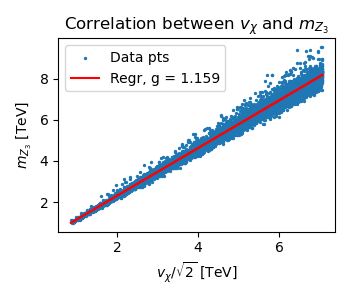 Correlation between $v_\chi$ and $m_{Z_3}$
Data pts
Regr, g = 1.159
$m_{Z_3}$ [TeV]
8
6
4
2
2 4 6
$v_\chi/\sqrt{2}$ [TeV]